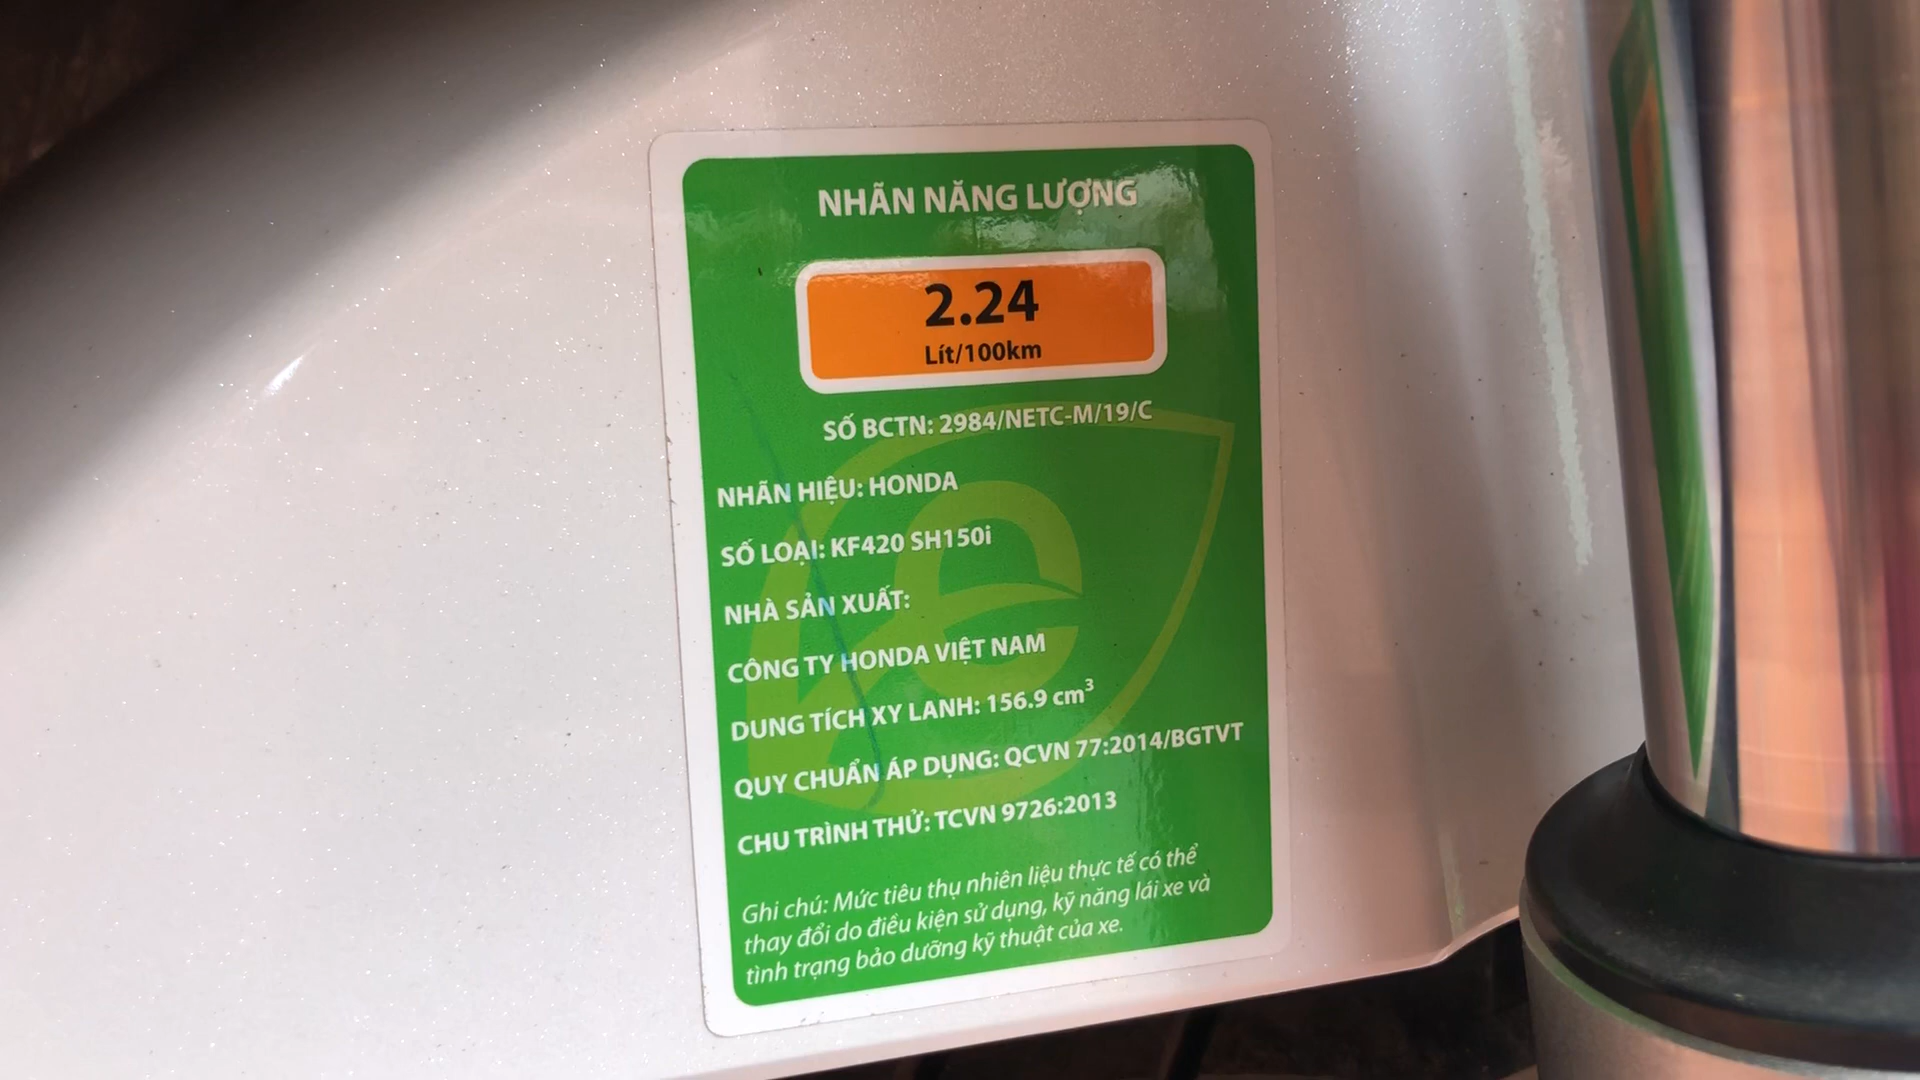 NHÃN NĂNG LƯỢNG
2.24
Lít/100km
SỐ BCTN: 2984/NETC-M/19/C
NHÃN HIỆU: HONDA
SỐ LOẠI: KF420 SH150i
NHÀ SẢN XUẤT:
CÔNG TY HONDA VIỆT NAM
DUNG TÍCH XY LANH: 156.9 cm³
QUY CHUẨN ÁP DỤNG: QCVN 77:2014/BGTVT
CHU TRÌNH THỬ: TCVN 9726:2013
Ghi chú: Mức tiêu thụ nhiên liệu thực tế có thể
thay đổi do điều kiện sử dụng, kỹ năng lái xe và
tình trạng bảo dưỡng kỹ thuật của xe.